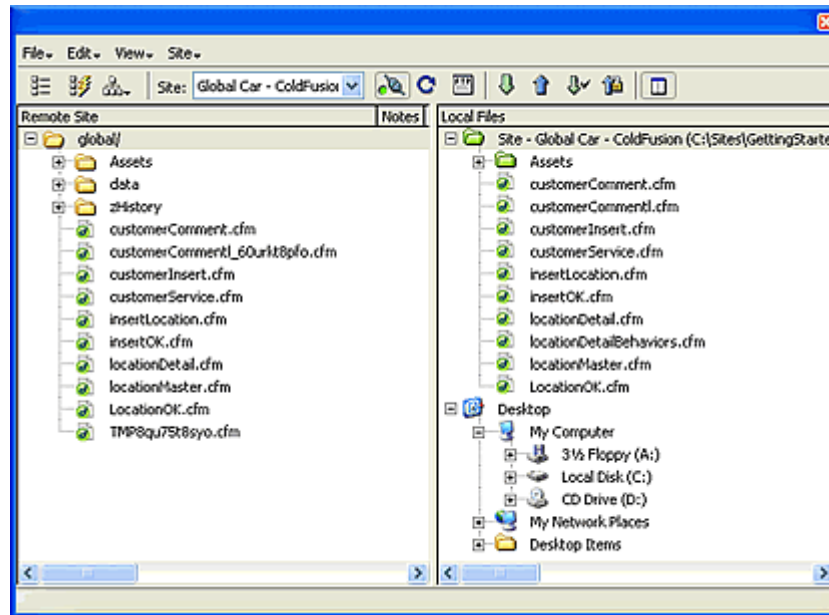 File Edit View Site
Site: Global Car - ColdFusio
Remote Site Notes
global/
Assets
data
zHistory
customerComment.cfm
customerCommentl_60urkt8pfo.cfm
customerInsert.cfm
customerService.cfm
insertLocation.cfm
insertOK.cfm
locationDetail.cfm
locationMaster.cfm
LocationOK.cfm
TMP8qu75t8syo.cfm
Local Files
Site - Global Car - ColdFusion (C:\Sites\GettingStarte
Assets
customerComment.cfm
customerCommentl.cfm
customerInsert.cfm
customerService.cfm
insertLocation.cfm
insertOK.cfm
locationDetail.cfm
locationDetailBehaviors.cfm
locationMaster.cfm
LocationOK.cfm
Desktop
My Computer
3½ Floppy (A:)
Local Disk (C:)
CD Drive (D:)
My Network Places
Desktop Items